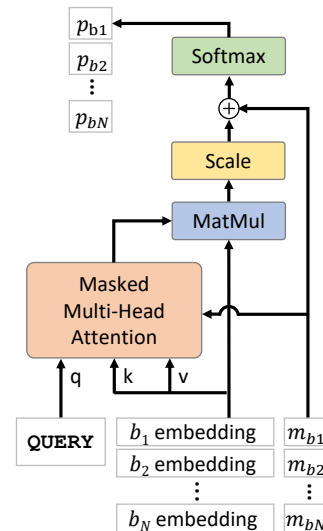 p_b1
p_b2
⋮
p_bN
Softmax
+
Scale
MatMul
Masked
Multi-Head
Attention
q k v
QUERY
b_1 embedding m_b1
b_2 embedding m_b2
⋮ ⋮
b_N embedding m_bN